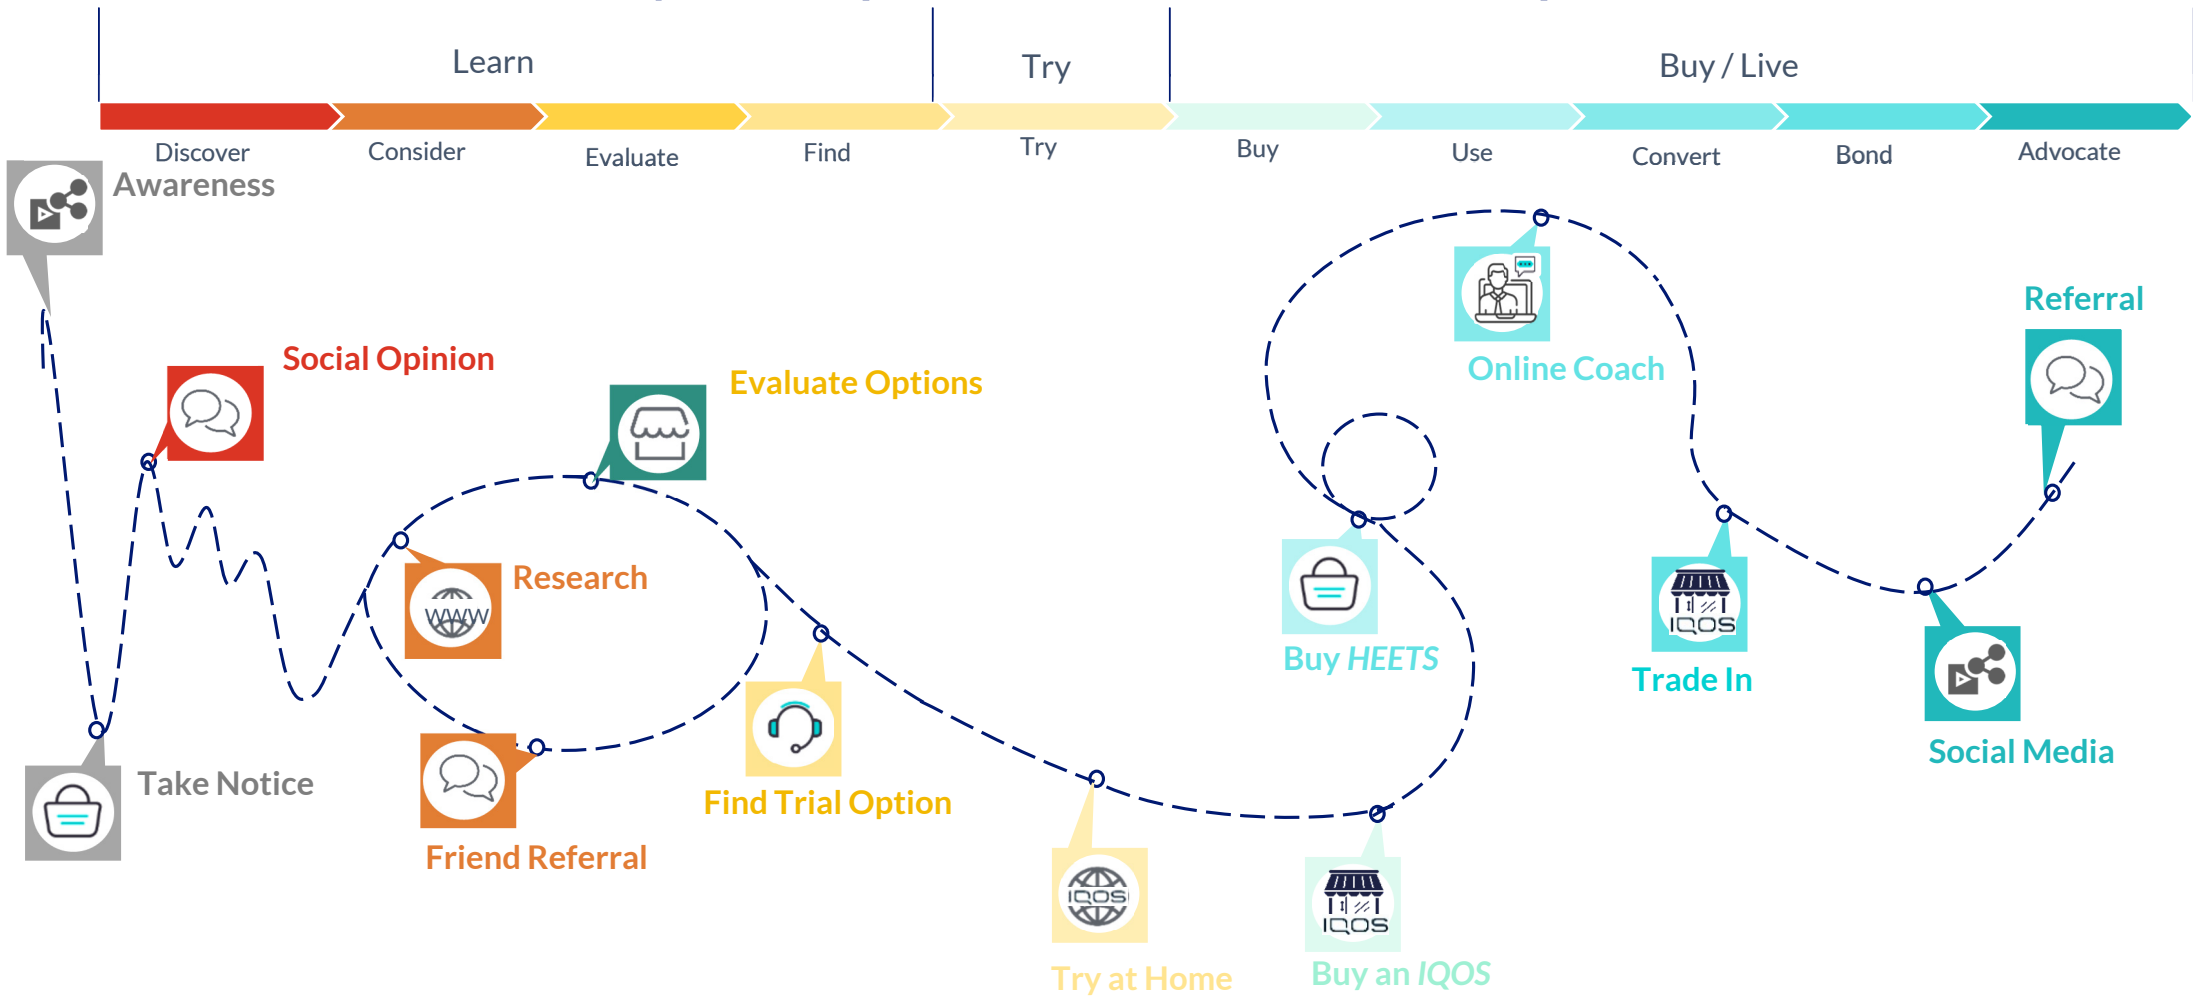 Learn
Try
Buy / Live
Discover
Consider
Evaluate
Find
Try
Buy
Use
Convert
Bond
Advocate
Awareness
Referral
Social Opinion
Evaluate Options
Online Coach
Research
WWW
IQOS
Buy HEETS
Trade In
Social Media
Take Notice
Find Trial Option
Friend Referral
IQOS
IQOS
Try at Home
Buy an IQOS